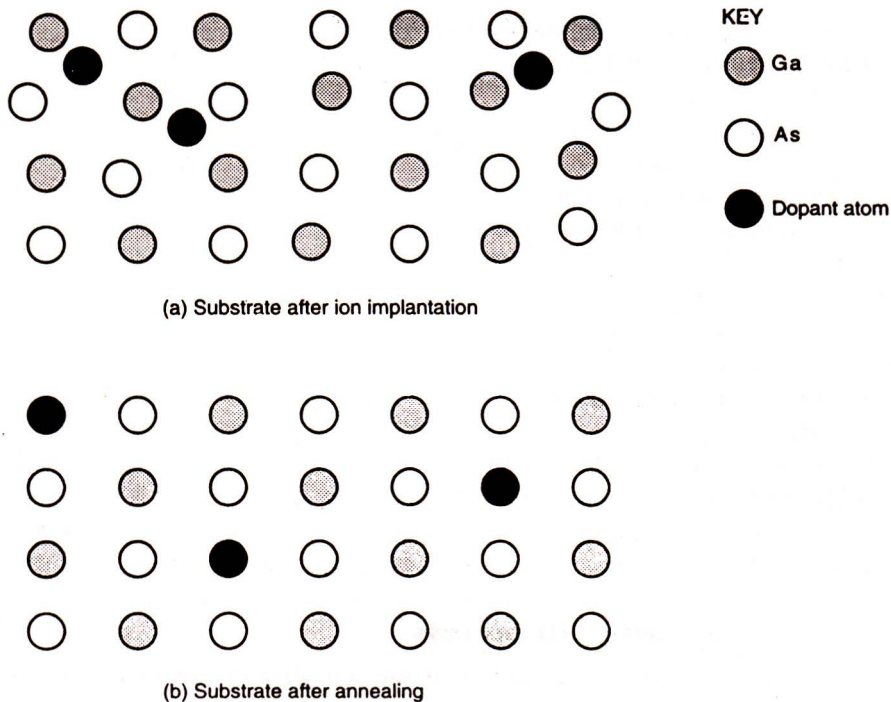 KEY
Ga
As
Dopant atom
(a) Substrate after ion implantation
(b) Substrate after annealing